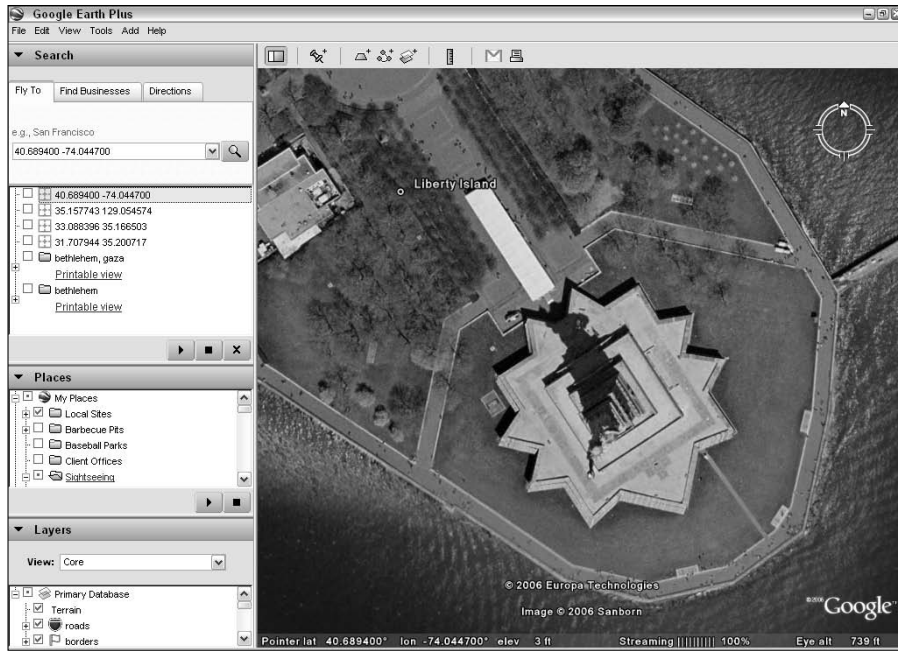 Google Earth Plus
File Edit View Tools Add Help
Search
Fly To Find Businesses Directions
e.g., San Francisco
40.689400 -74.044700
40.689400 -74.044700
35.157743 129.054574
33.088396 35.166503
31.707944 35.200717
bethlehem, gaza
Printable view
bethlehem
Printable view
Places
My Places
Local Sites
Barbecue Pits
Baseball Parks
Client Offices
Sightseeing
Layers
View: Core
Primary Database
Terrain
roads
borders
N
Liberty Island
© 2006 Europa Technologies
Image © 2006 Sanborn
©2006 Google™
Pointer lat 40.689400° lon -74.044700° elev 3 ft Streaming |||||||||| 100% Eye alt 739 ft